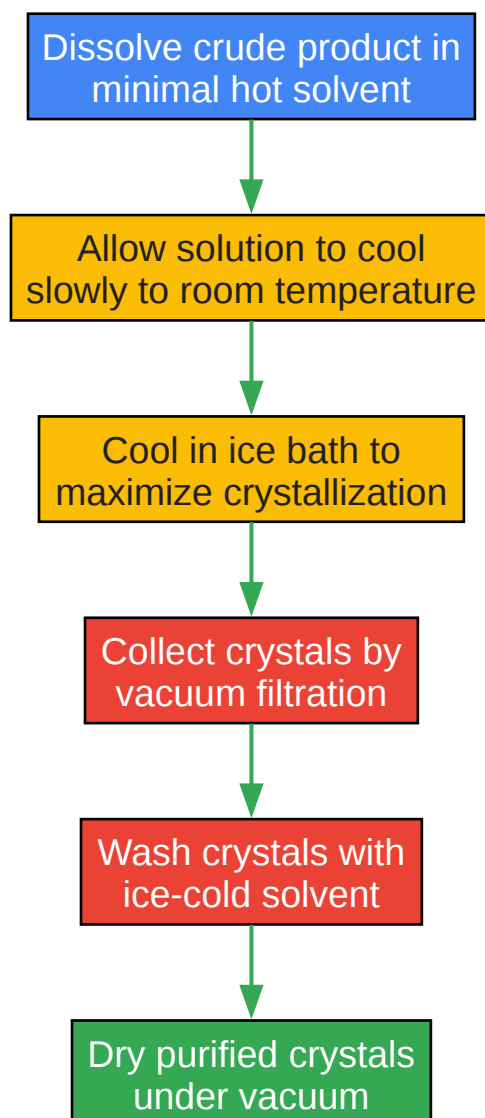 Dissolve crude product in
minimal hot solvent
Allow solution to cool
slowly to room temperature
Cool in ice bath to
maximize crystallization
Collect crystals by
vacuum filtration
Wash crystals with
ice-cold solvent
Dry purified crystals
under vacuum